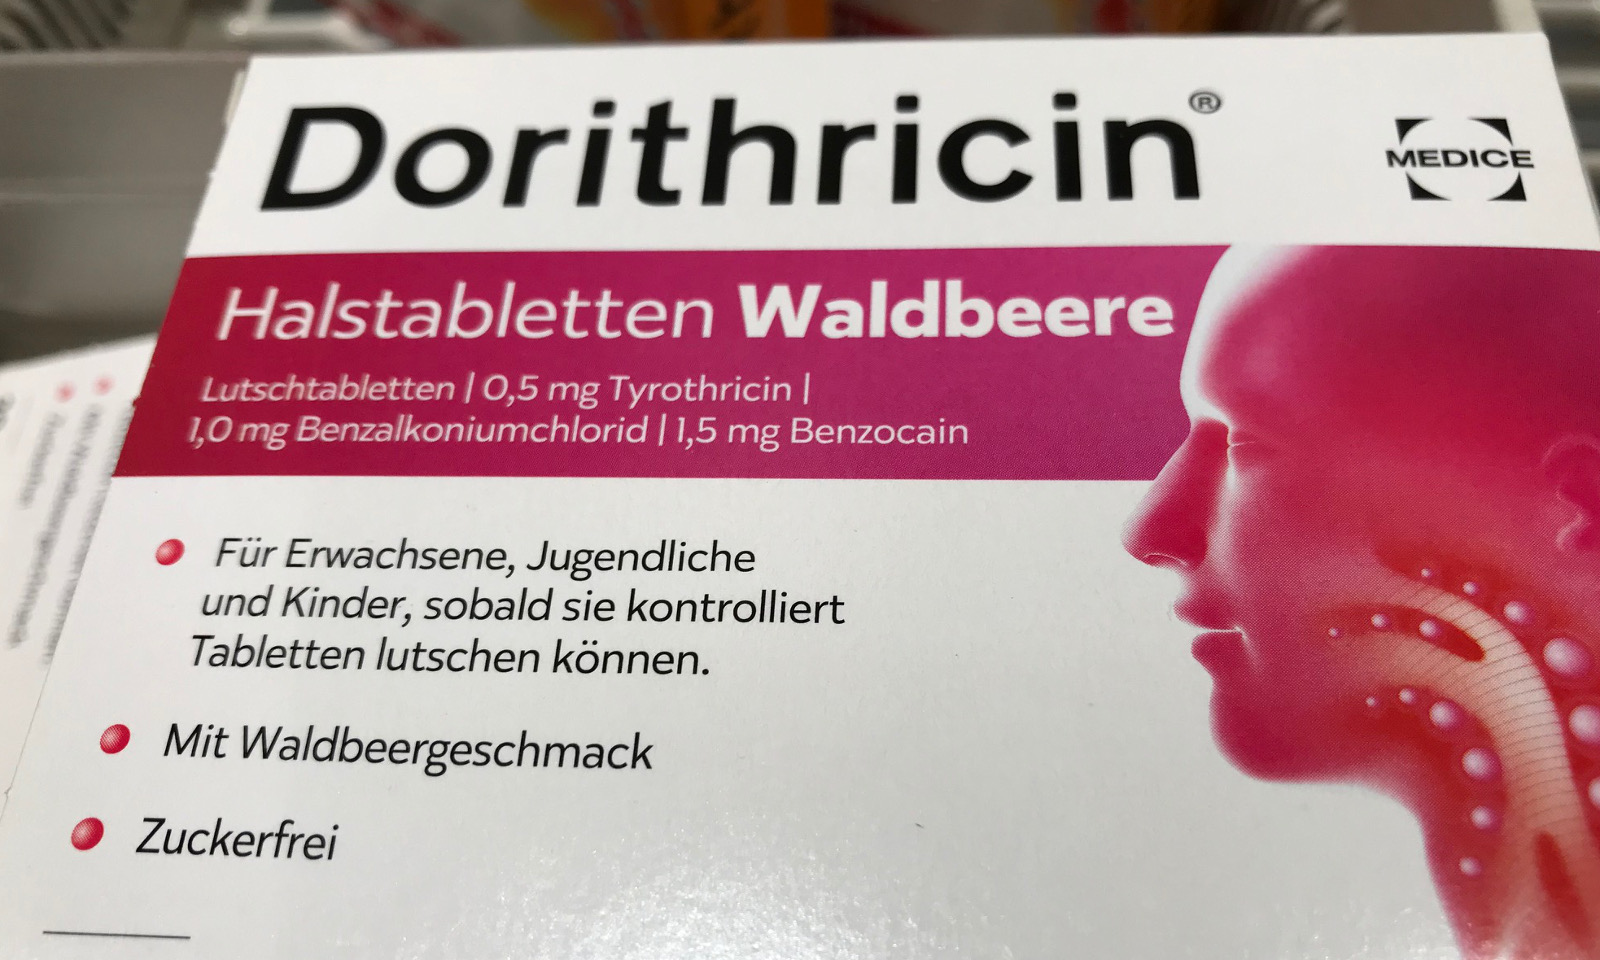 Dorithricin®
MEDICE
Halstabletten Waldbeere
Lutschtabletten | 0,5 mg Tyrothricin |
1,0 mg Benzalkoniumchlorid | 1,5 mg Benzocain
Für Erwachsene, Jugendliche
und Kinder, sobald sie kontrolliert
Tabletten lutschen können.
Mit Waldbeergeschmack
Zuckerfrei